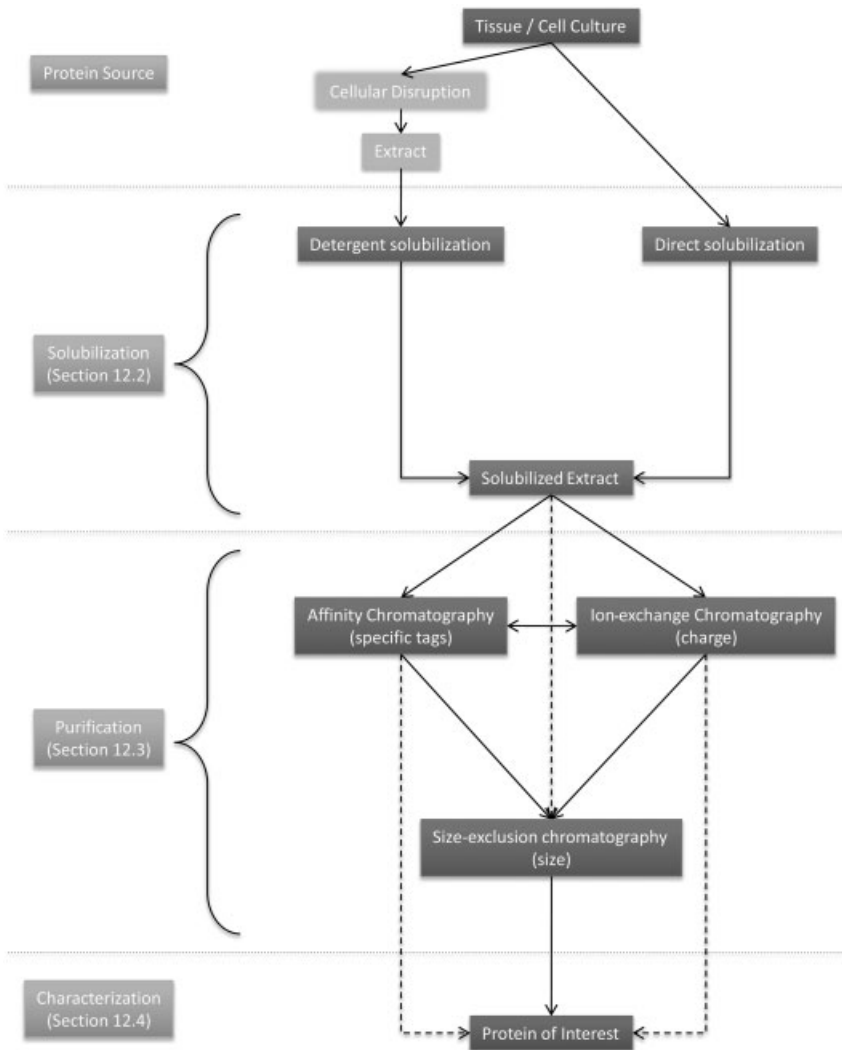 Tissue / Cell Culture
Protein Source
Cellular Disruption
Extract
Detergent solubilization
Direct solubilization
Solubilization
(Section 12.2)
Solubilized Extract
Affinity Chromatography
(specific tags)
Ion-exchange Chromatography
(charge)
Purification
(Section 12.3)
Size-exclusion chromatography
(size)
Characterization
(Section 12.4)
Protein of Interest